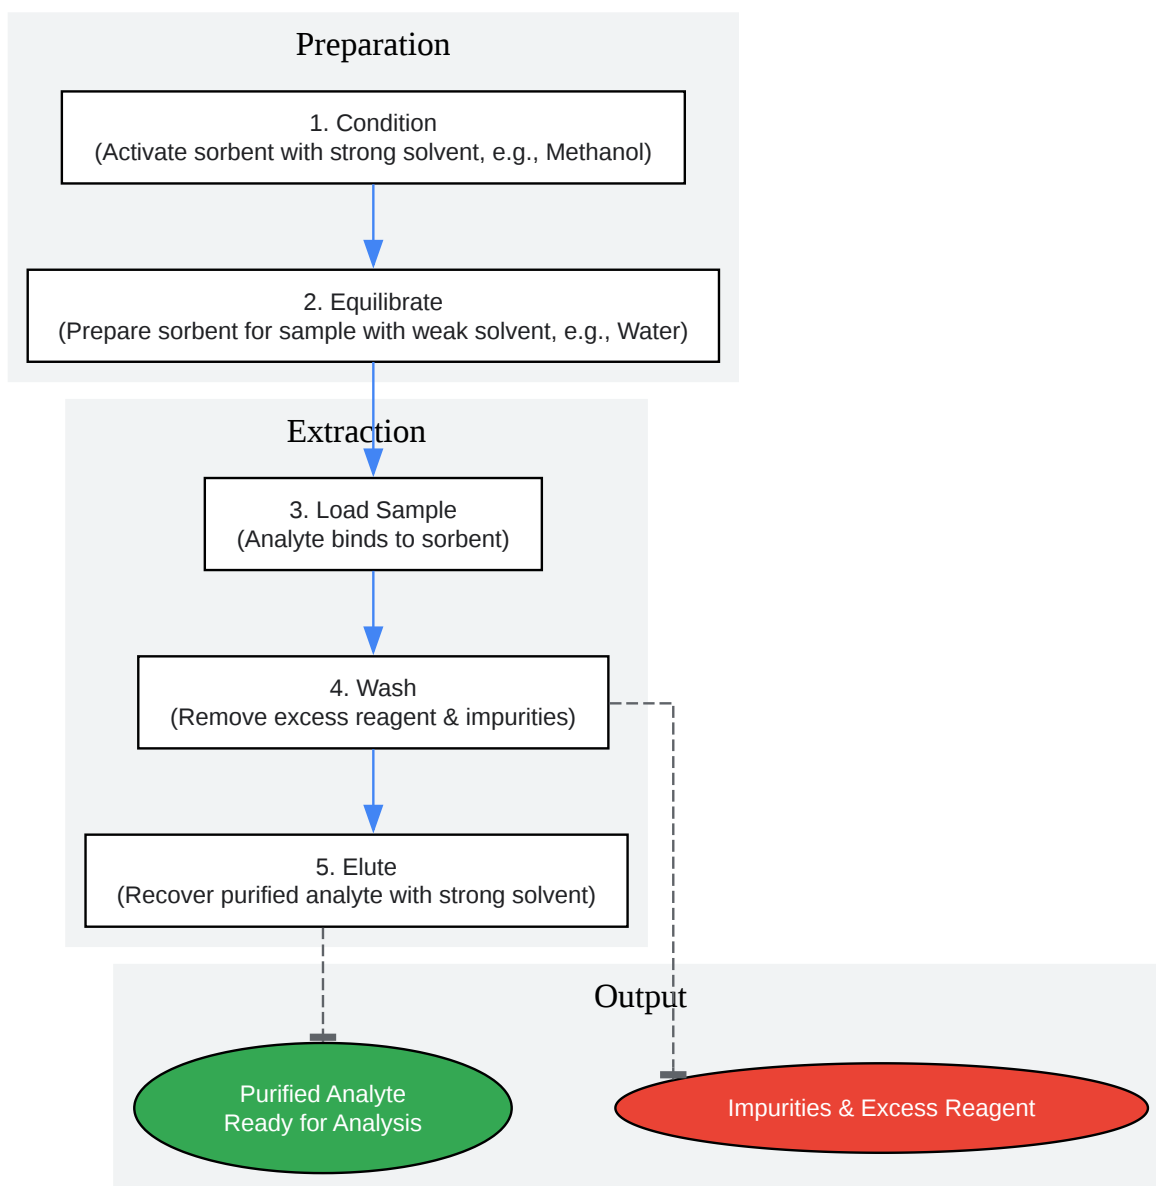 Preparation
1. Condition
(Activate sorbent with strong solvent, e.g., Methanol)
2. Equilibrate
(Prepare sorbent for sample with weak solvent, e.g., Water)
Extraction
3. Load Sample
(Analyte binds to sorbent)
4. Wash
(Remove excess reagent & impurities)
5. Elute
(Recover purified analyte with strong solvent)
Output
Purified Analyte
Ready for Analysis
Impurities & Excess Reagent